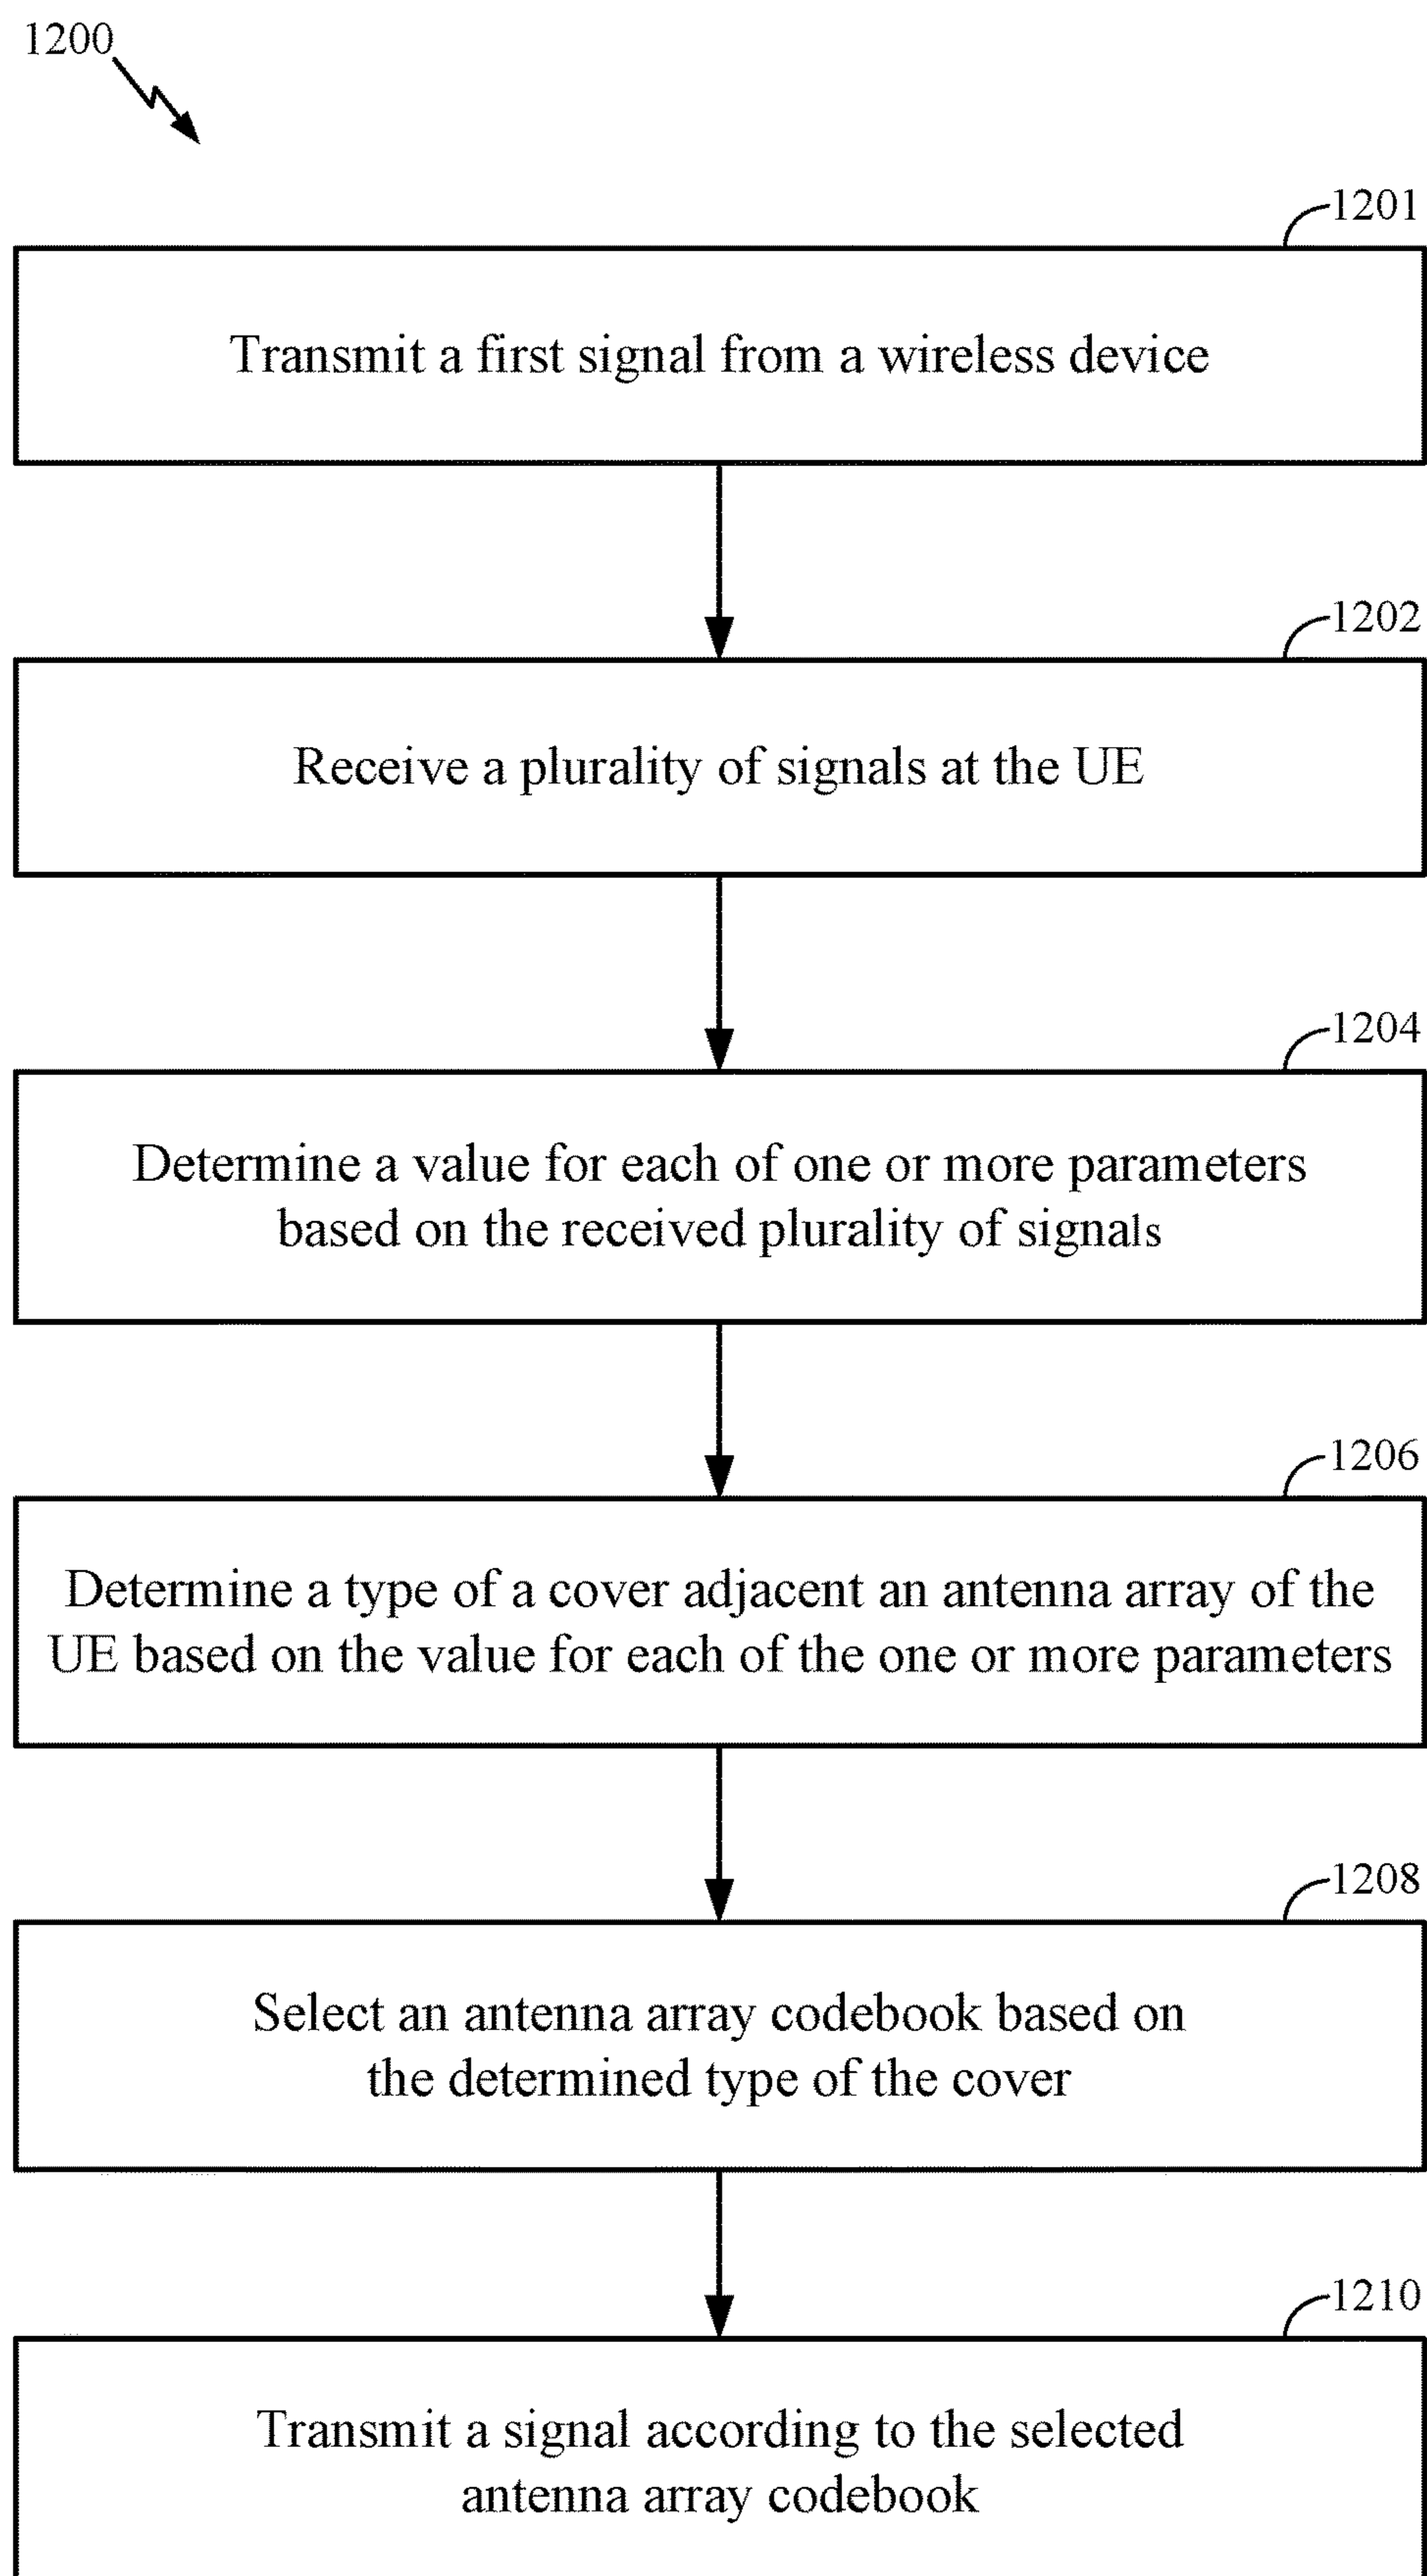 1200
1201
Transmit a first signal from a wireless device
1202
Receive a plurality of signals at the UE
1204
Determine a value for each of one or more parameters
based on the received plurality of signals
1206
Determine a type of a cover adjacent an antenna array of the
UE based on the value for each of the one or more parameters
1208
Select an antenna array codebook based on
the determined type of the cover
1210
Transmit a signal according to the selected
antenna array codebook